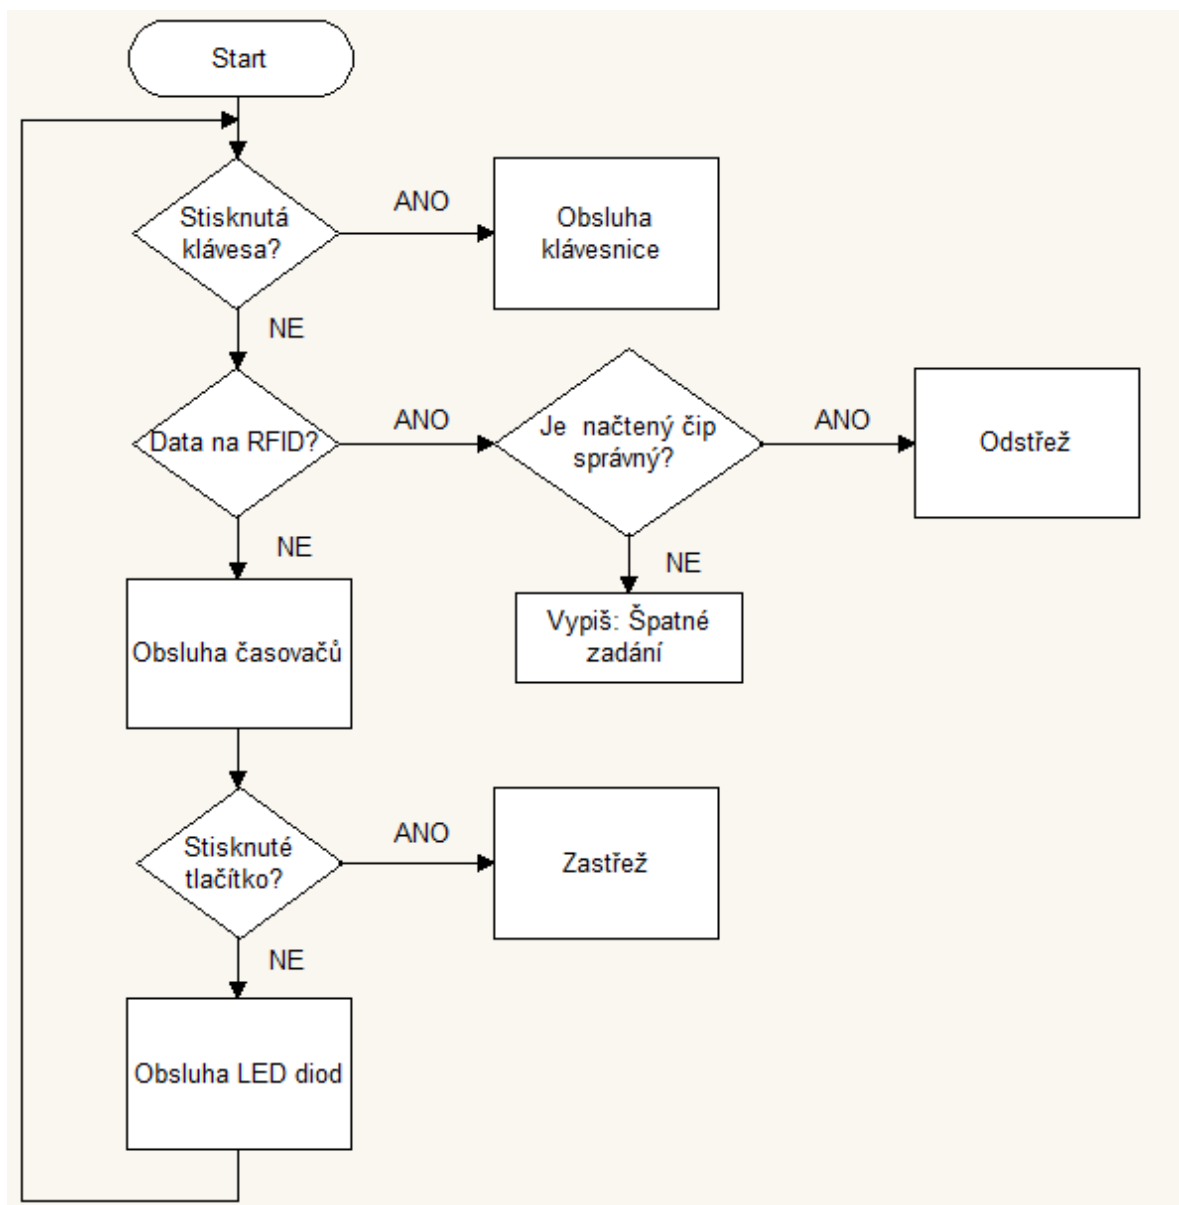 Start
Stisknutá
klávesa?
ANO
Obsluha
klávesnice
NE
Data na RFID?
ANO
Je načtený čip
správný?
ANO
Odstřež
NE
Vypiš: Špatné
zadání
NE
Obsluha časovačů
Stisknuté
tlačítko?
ANO
Zastřež
NE
Obsluha LED diod